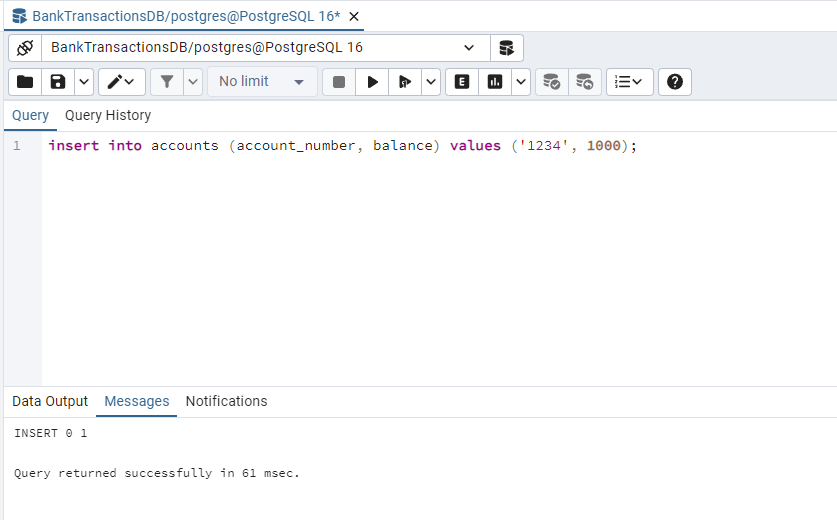 BankTransactionsDB/postgres@PostgreSQL 16*
BankTransactionsDB/postgres@PostgreSQL 16
No limit
E
Query Query History
1 insert into accounts (account_number, balance) values ('1234', 1000);
Data Output Messages Notifications
INSERT 0 1
Query returned successfully in 61 msec.